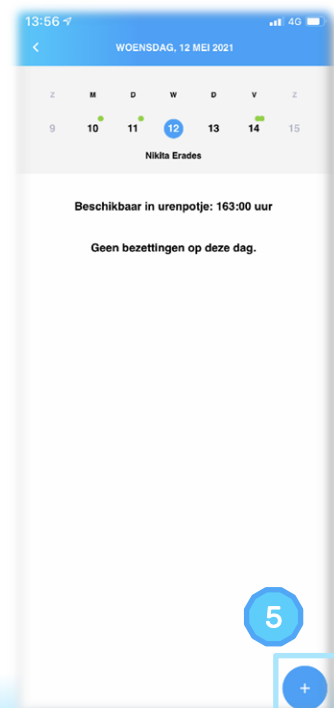 13:56 4G
WOENSDAG, 12 MEI 2021
Z M D W D V Z
9 10 11 12 13 14 15
Nikita Erades
Beschikbaar in urenpotje: 163:00 uur
Geen bezettingen op deze dag.
5
+